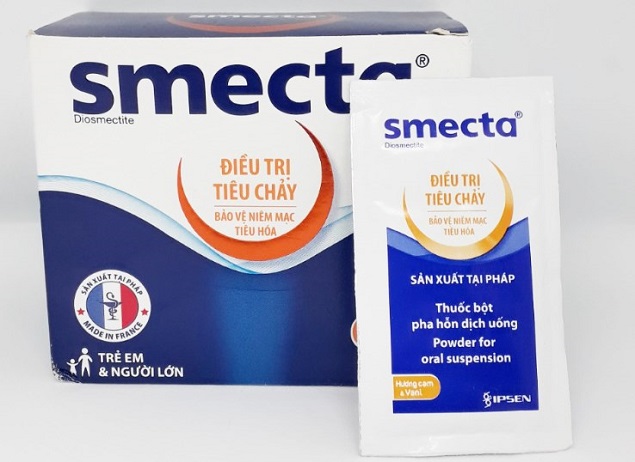 smecta®
Diosmectite
ĐIỀU TRỊ
TIÊU CHẢY
BẢO VỆ NIÊM MẠC
TIÊU HÓA
SẢN XUẤT TẠI PHÁP
MADE IN FRANCE
TRẺ EM
& NGƯỜI LỚN
smecta®
Diosmectite
ĐIỀU TRỊ
TIÊU CHẢY
BẢO VỆ NIÊM MẠC
TIÊU HÓA
SẢN XUẤT TẠI PHÁP
Thuốc bột
pha hỗn dịch uống
Powder for
oral suspension
Hương cam
& Vani
IPSEN